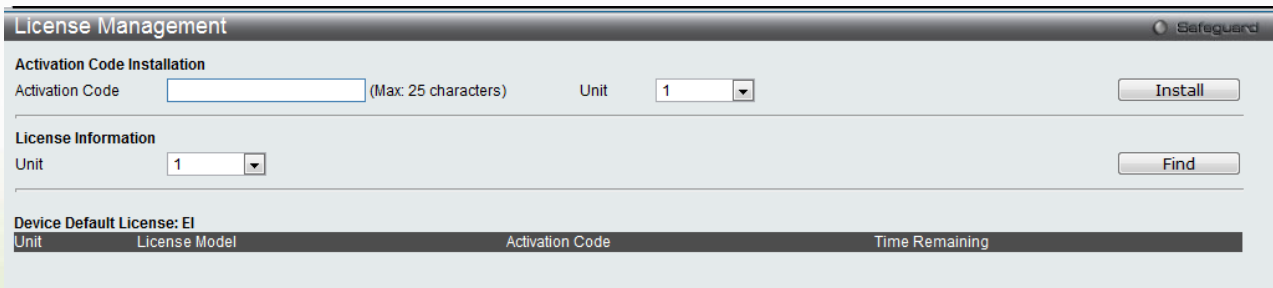 License Management Safeguard
Activation Code Installation
Activation Code (Max: 25 characters) Unit 1 Install
License Information
Unit 1 Find
Device Default License: EI
Unit License Model Activation Code Time Remaining